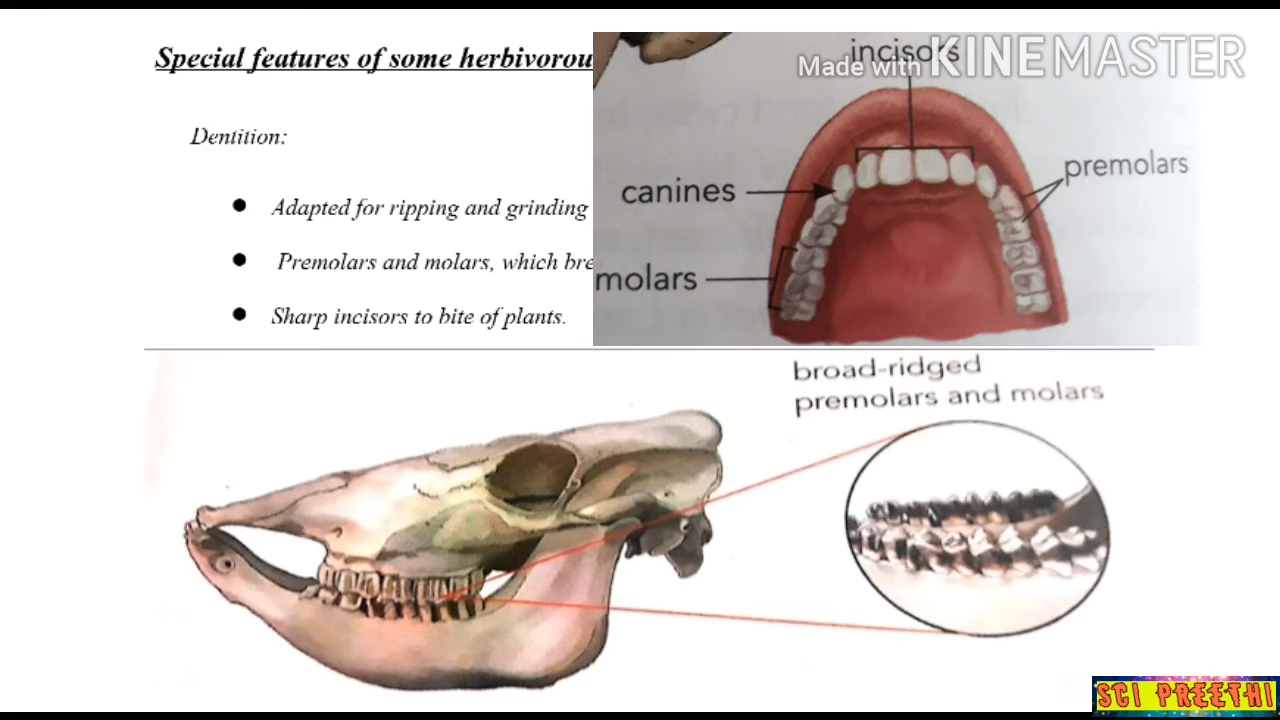 Special features of some herbivorou
Dentition:
● Adapted for ripping and grinding
● Premolars and molars, which bre
● Sharp incisors to bite of plants.
incisors
Made with KINEMASTER
canines
premolars
molars
broad-ridged
premolars and molars
SCI PREETHI